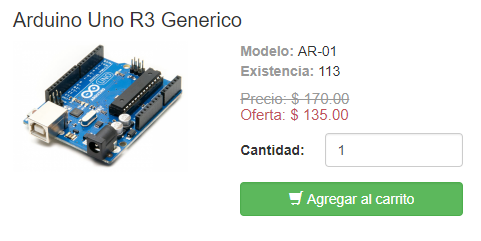 Arduino Uno R3 Generico
Modelo: AR-01
Existencia: 113
Precio: $ 170.00
Oferta: $ 135.00
Cantidad: 1
Agregar al carrito
UNO